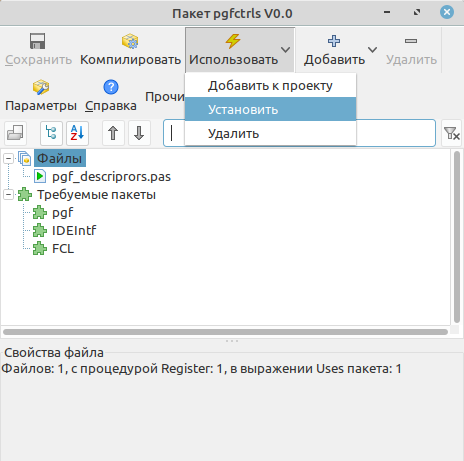 Пакет pgfctrls V0.0
Сохранить Компилировать Использовать Добавить Удалить
Добавить к проекту
Параметры Справка Прочи
Установить
Удалить
Файлы
pgf_descriprors.pas
Требуемые пакеты
pgf
IDEIntf
FCL
Свойства файла
Файлов: 1, с процедурой Register: 1, в выражении Uses пакета: 1